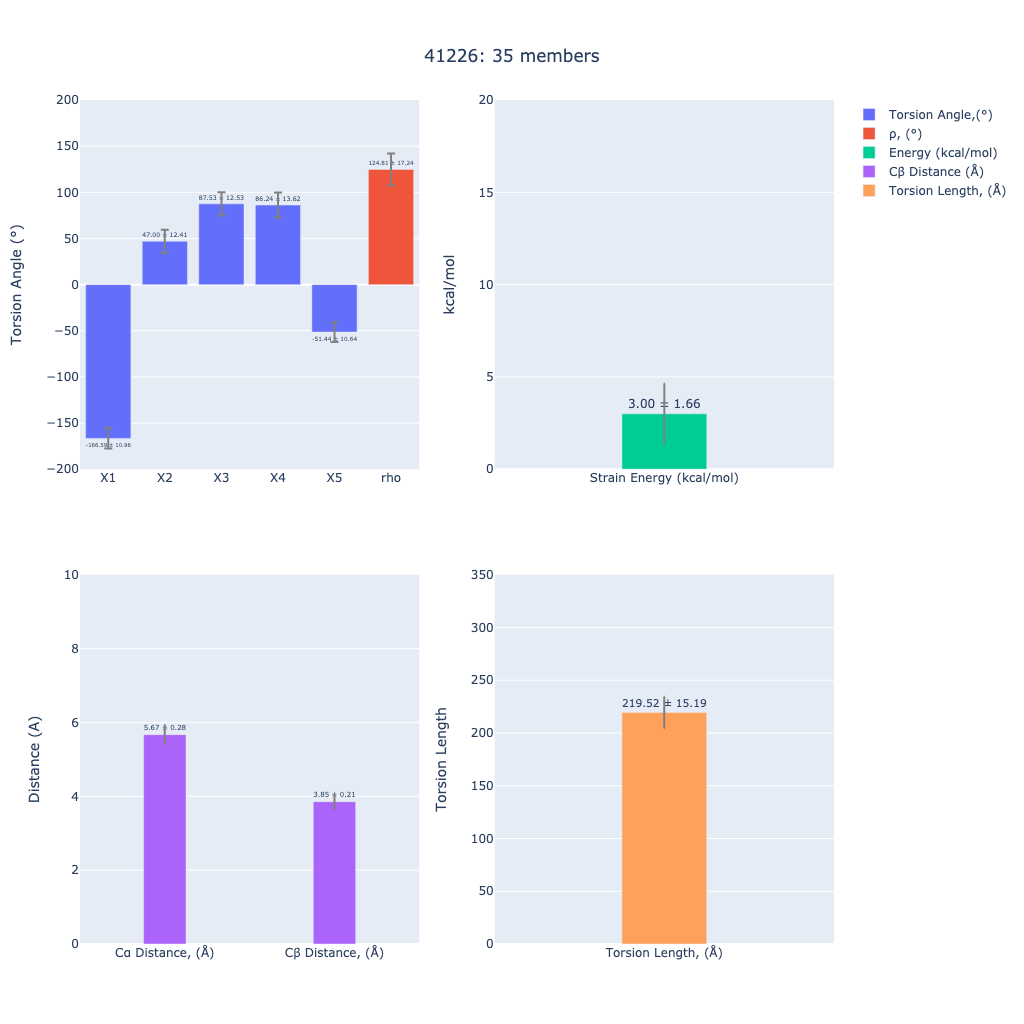 41226: 35 members
Torsion Angle (°)
200
150
100
50
0
−50
−100
−150
−200
-166.59 ± 10.96
47.00 ± 12.41
87.53 ± 12.53
86.24 ± 13.62
-51.44 ± 10.64
124.81 ± 17.24
X1 X2 X3 X4 X5 rho
kcal/mol
20
15
10
5
0
3.00 ± 1.66
Strain Energy (kcal/mol)
Torsion Angle,(°)
ρ, (°)
Energy (kcal/mol)
Cβ Distance (Å)
Torsion Length, (Å)
Distance (A)
10
8
6
4
2
0
5.67 ± 0.28
3.85 ± 0.21
Cα Distance, (Å) Cβ Distance, (Å)
Torsion Length
350
300
250
200
150
100
50
0
219.52 ± 15.19
Torsion Length, (Å)